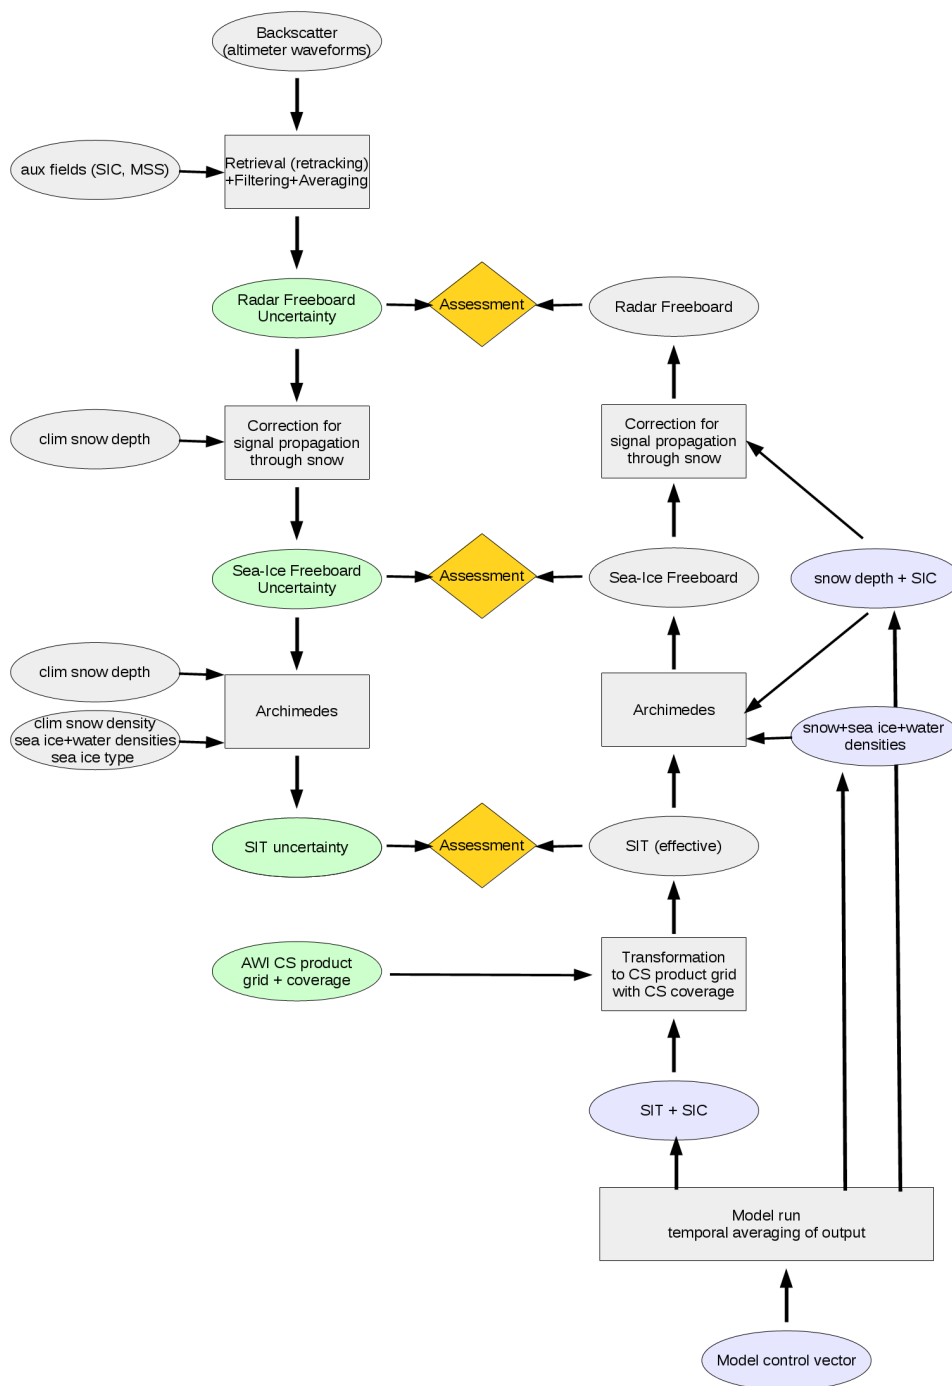 Backscatter
(altimeter waveforms)
aux fields (SIC, MSS)
Retrieval (retracking)
+Filtering+Averaging
Radar Freeboard
Uncertainty
Assessment
Radar Freeboard
clim snow depth
Correction for
signal propagation
through snow
Correction for
signal propagation
through snow
Sea-Ice Freeboard
Uncertainty
Assessment
Sea-Ice Freeboard
snow depth + SIC
clim snow depth
clim snow density
sea ice+water densities
sea ice type
Archimedes
Archimedes
snow+sea ice+water
densities
SIT uncertainty
Assessment
SIT (effective)
AWI CS product
grid + coverage
Transformation
to CS product grid
with CS coverage
SIT + SIC
Model run
temporal averaging of output
Model control vector